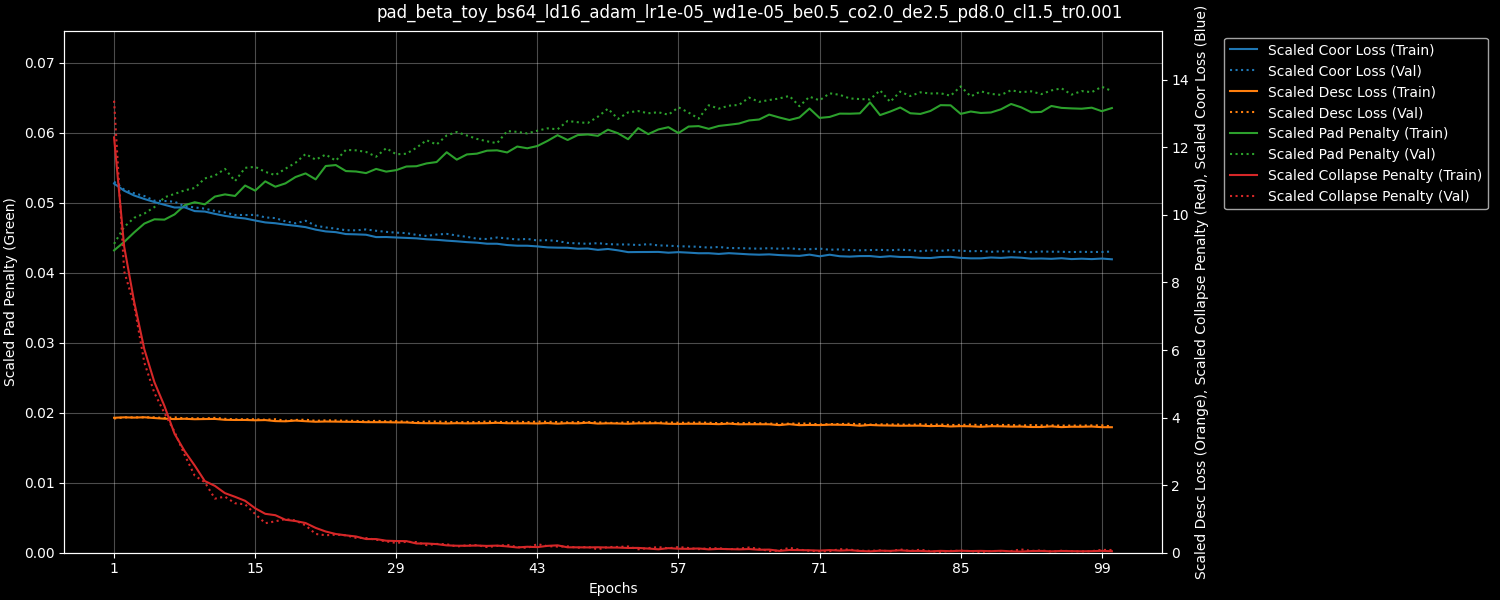 pad_beta_toy_bs64_ld16_adam_lr1e-05_wd1e-05_be0.5_co2.0_de2.5_pd8.0_cl1.5_tr0.001
Scaled Pad Penalty (Green)
0.07
0.06
0.05
0.04
0.03
0.02
0.01
0.00
1
15
29
43
57
71
85
99
Epochs
14
12
10
8
6
4
2
0
Scaled Desc Loss (Orange), Scaled Collapse Penalty (Red), Scaled Coor Loss (Blue)
Scaled Coor Loss (Train)
Scaled Coor Loss (Val)
Scaled Desc Loss (Train)
Scaled Desc Loss (Val)
Scaled Pad Penalty (Train)
Scaled Pad Penalty (Val)
Scaled Collapse Penalty (Train)
Scaled Collapse Penalty (Val)